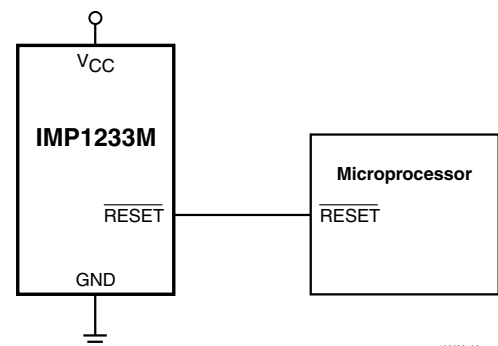 VCC
IMP1233M
Microprocessor
RESET RESET
GND